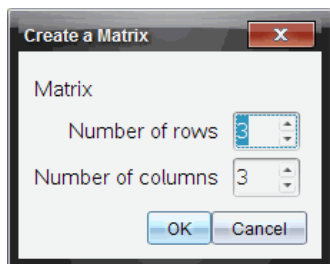 Create a Matrix
Matrix
Number of rows 3
Number of columns 3
OK Cancel